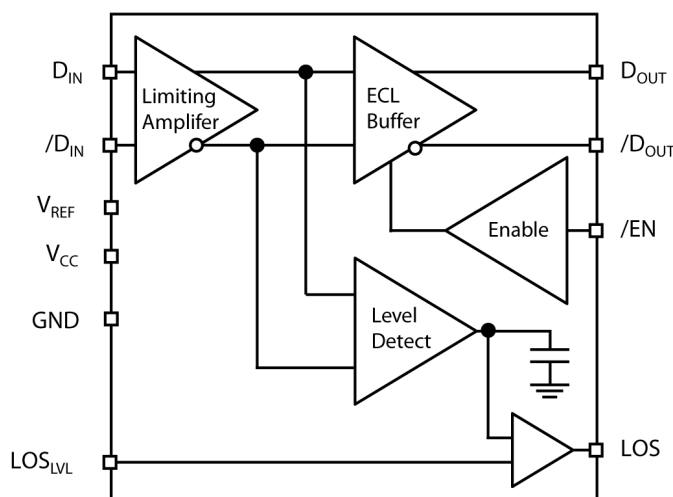 D_IN
Limiting
Amplifer
ECL
Buffer
D_OUT
/D_IN
/D_OUT
V_REF
Enable
/EN
V_CC
GND
Level
Detect
LOS_LVL
LOS